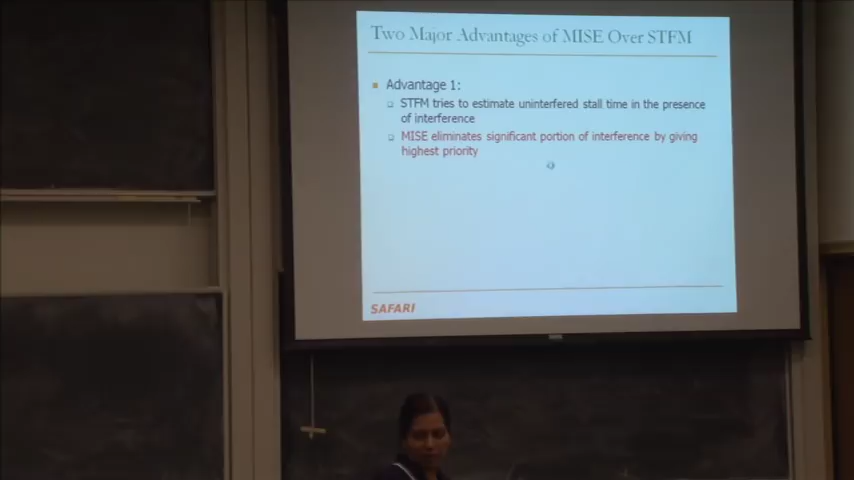 Two Major Advantages of MISE Over STFM
Advantage 1:
STFM tries to estimate uninterfered stall time in the presence
of interference
MISE eliminates significant portion of interference by giving
highest priority
SAFARI